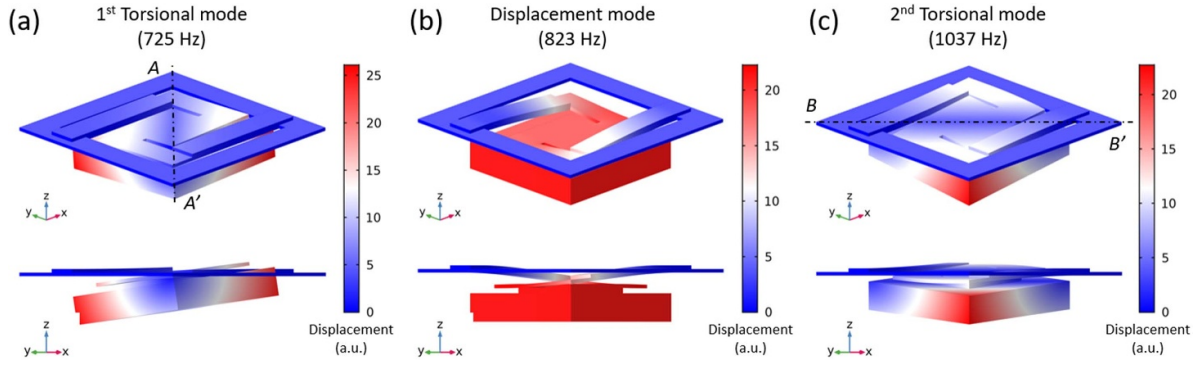 (a)
1st Torsional mode
(725 Hz)
A
A’
25
20
15
10
5
0
Displacement
(a.u.)
z
y
x
z
y
x
(b)
Displacement mode
(823 Hz)
20
15
10
5
0
Displacement
(a.u.)
z
y
x
z
y
x
(c)
2nd Torsional mode
(1037 Hz)
B
B’
20
15
10
5
0
Displacement
(a.u.)
z
y
x
z
y
x